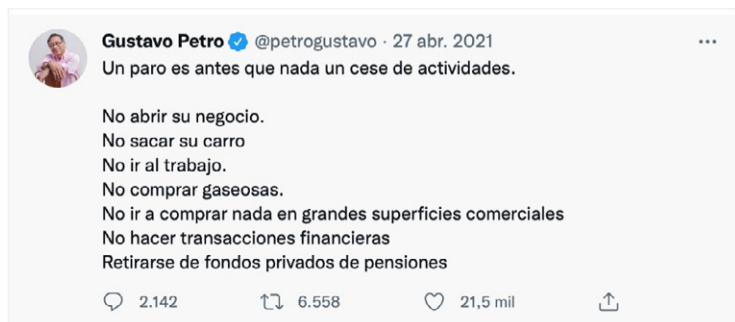 Gustavo Petro @petrogustavo · 27 abr. 2021
Un paro es antes que nada un cese de actividades.
No abrir su negocio.
No sacar su carro
No ir al trabajo.
No comprar gaseosas.
No ir a comprar nada en grandes superficies comerciales
No hacer transacciones financieras
Retirarse de fondos privados de pensiones
2.142 6.558 21,5 mil